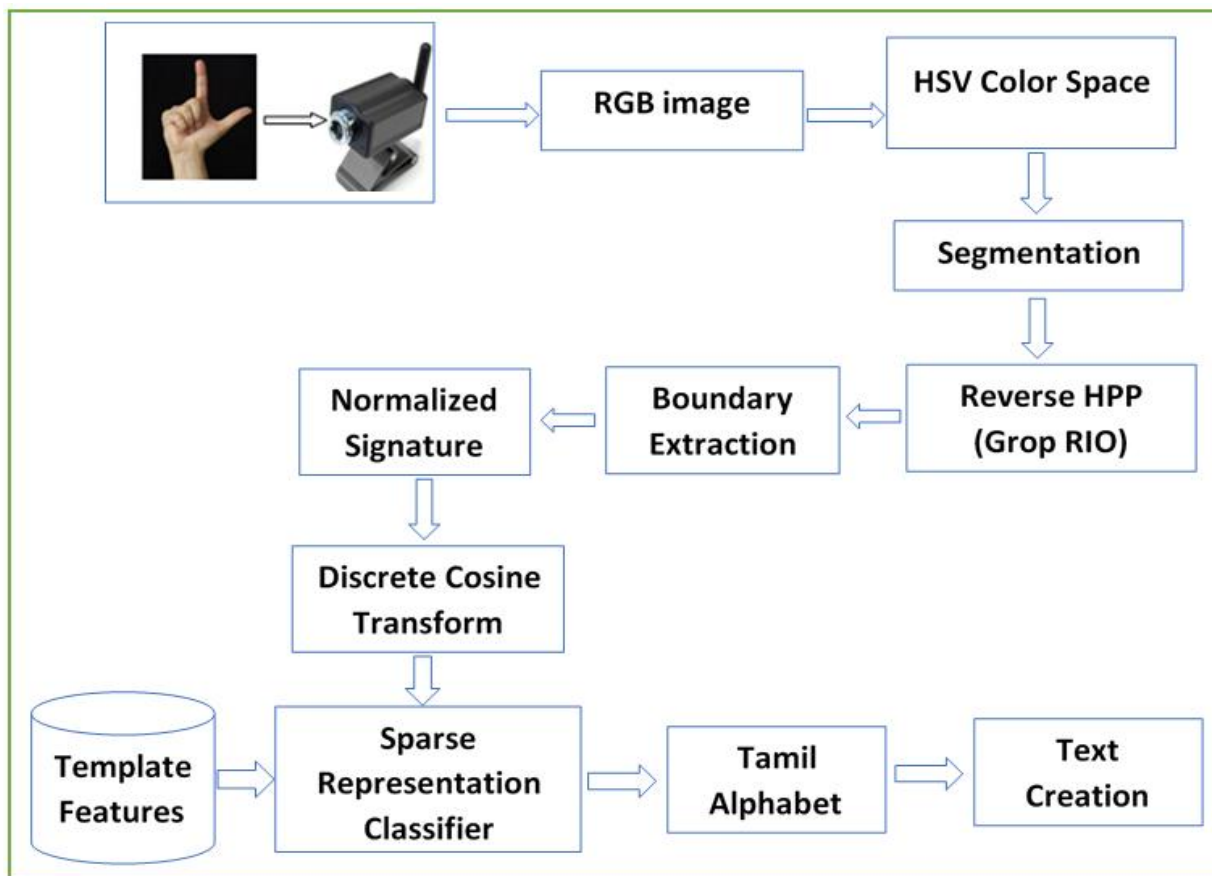 RGB image
HSV Color Space
Segmentation
Reverse HPP
(Grop RIO)
Boundary
Extraction
Normalized
Signature
Discrete Cosine
Transform
Template
Features
Sparse
Representation
Classifier
Tamil
Alphabet
Text
Creation